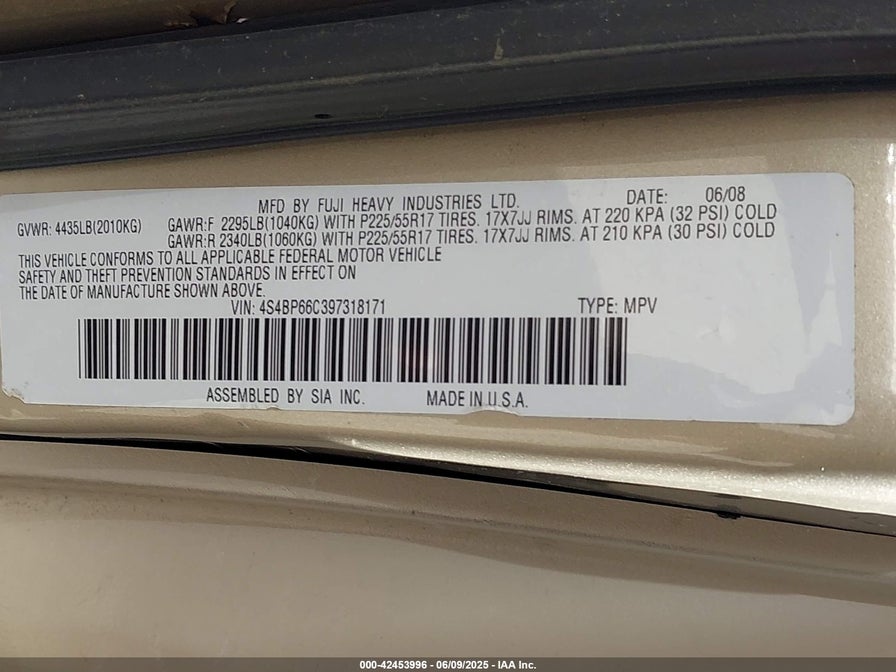 MFD BY FUJI HEAVY INDUSTRIES LTD. DATE: 06/08
GVWR: 4435LB(2010KG) GAWR:F 2295LB(1040KG) WITH P225/55R17 TIRES. 17X7JJ RIMS. AT 220 KPA (32 PSI) COLD
GAWR:R 2340LB(1060KG) WITH P225/55R17 TIRES. 17X7JJ RIMS. AT 210 KPA (30 PSI) COLD
THIS VEHICLE CONFORMS TO ALL APPLICABLE FEDERAL MOTOR VEHICLE
SAFETY AND THEFT PREVENTION STANDARDS IN EFFECT ON
THE DATE OF MANUFACTURE SHOWN ABOVE.
VIN: 4S4BP66C397318171 TYPE: MPV
ASSEMBLED BY SIA INC. MADE IN U.S.A.
000-42453996 - 06/09/2025 - IAA Inc.